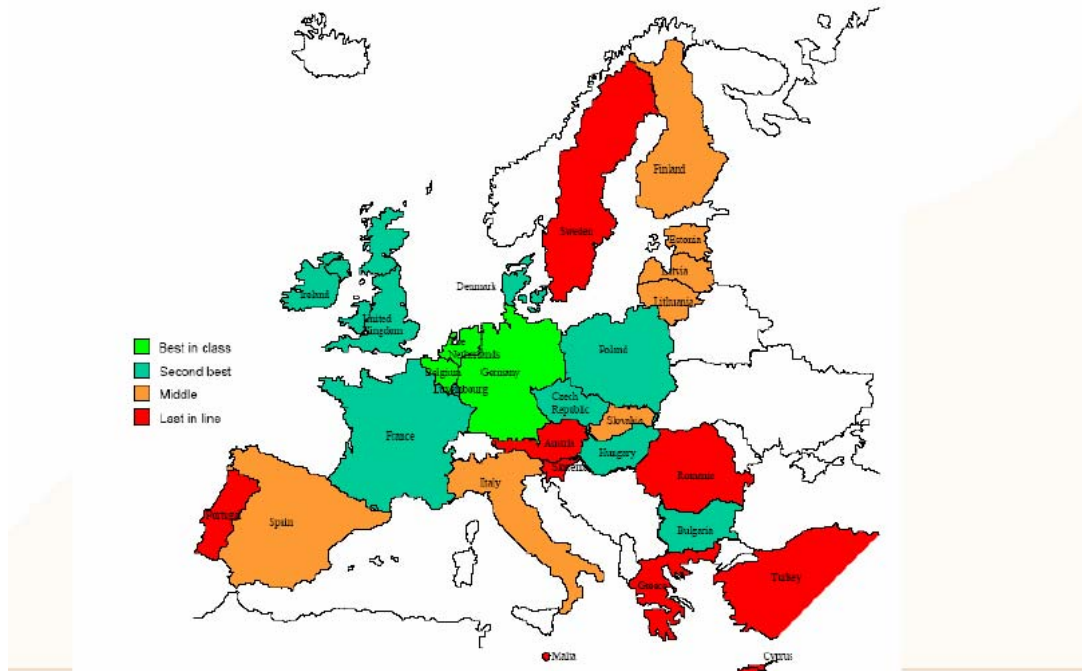 Finland
Sweden
Estonia
Latvia
Lithuania
Denmark
Ireland
United
Kingdom
The
Netherlands
Poland
Belgium
Germany
Luxembourg
Best in class
Second best
Middle
Last in line
Czech
Republic
Slovakia
France
Austria
Hungary
Slovenia
Romania
Italy
Portugal
Spain
Bulgaria
Turkey
Greece
Malta
Cyprus